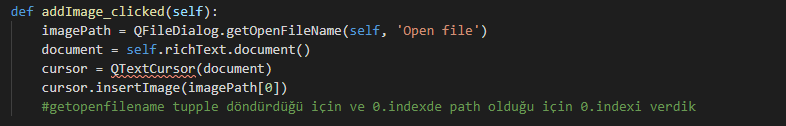 def addImage_clicked(self):
    imagePath = QFileDialog.getOpenFileName(self, 'Open file')
    document = self.richText.document()
    cursor = QTextCursor(document)
    cursor.insertImage(imagePath[0])
    #getopenfilename tupple döndürdüğü için ve 0.indexde path olduğu için 0.indexi verdik